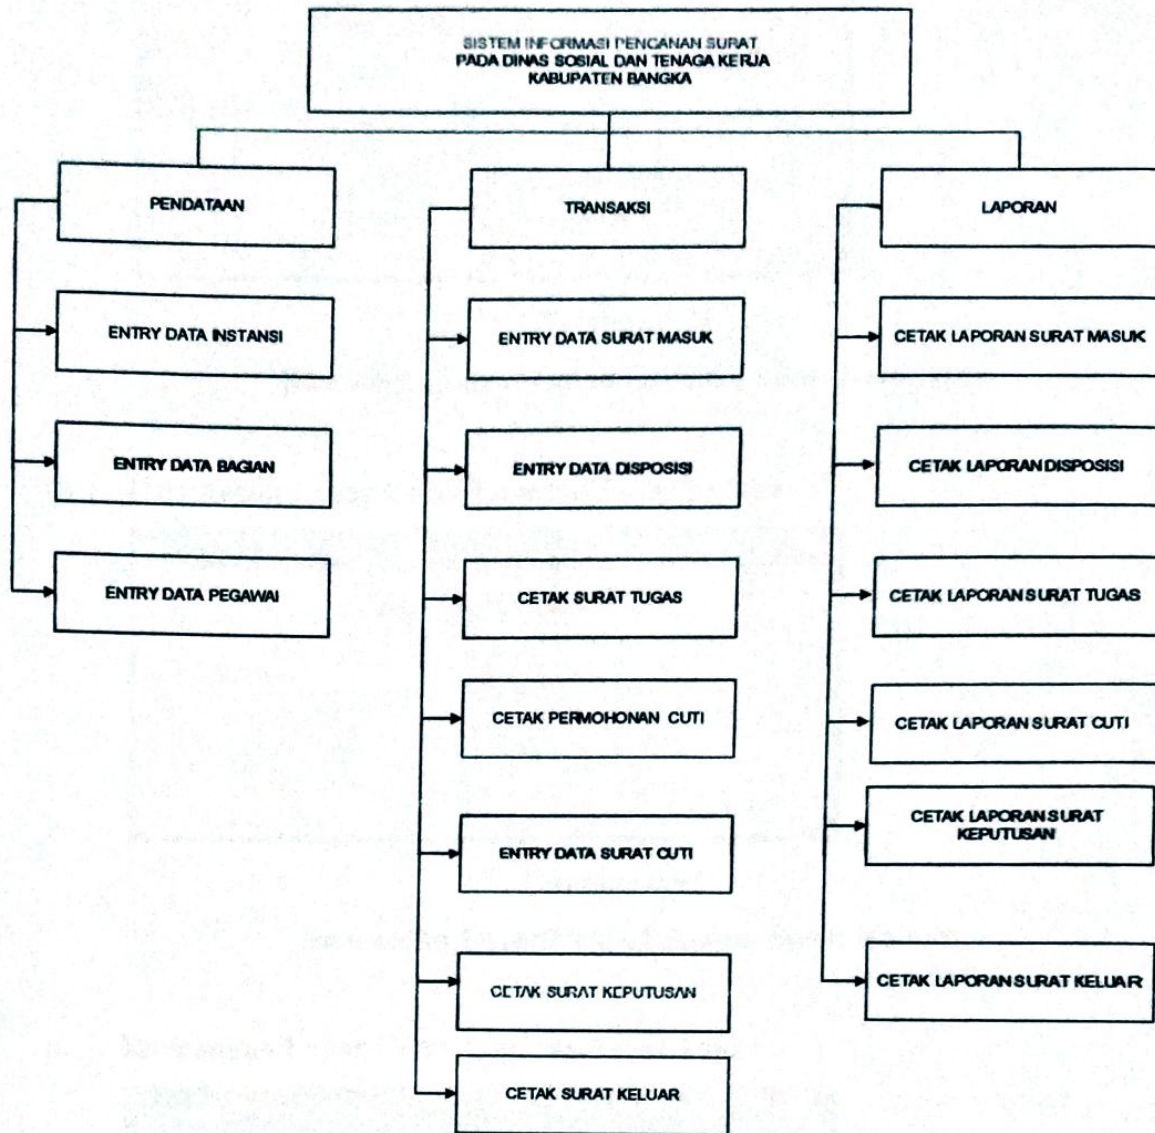 SISTEM INFORMASI PENGANAN SURAT
PADA DINAS SOSIAL DAN TENAGA KERJA
KABUPATEN BANGKA
PENDATAAN
TRANSAKSI
LAPORAN
ENTRY DATA INSTANSI
ENTRY DATA SURAT MASUK
CETAK LAPORAN SURAT MASUK
ENTRY DATA BAGIAN
ENTRY DATA DISPOSISI
CETAK LAPORAN DISPOSISI
ENTRY DATA PEGAWAI
CETAK SURAT TUGAS
CETAK LAPORAN SURAT TUGAS
CETAK PERMOHONAN CUTI
CETAK LAPORAN SURAT CUTI
ENTRY DATA SURAT CUTI
CETAK LAPORAN SURAT
KEPUTUSAN
CETAK SURAT KEPUTUSAN
CETAK LAPORAN SURAT KELUAR
CETAK SURAT KELUAR